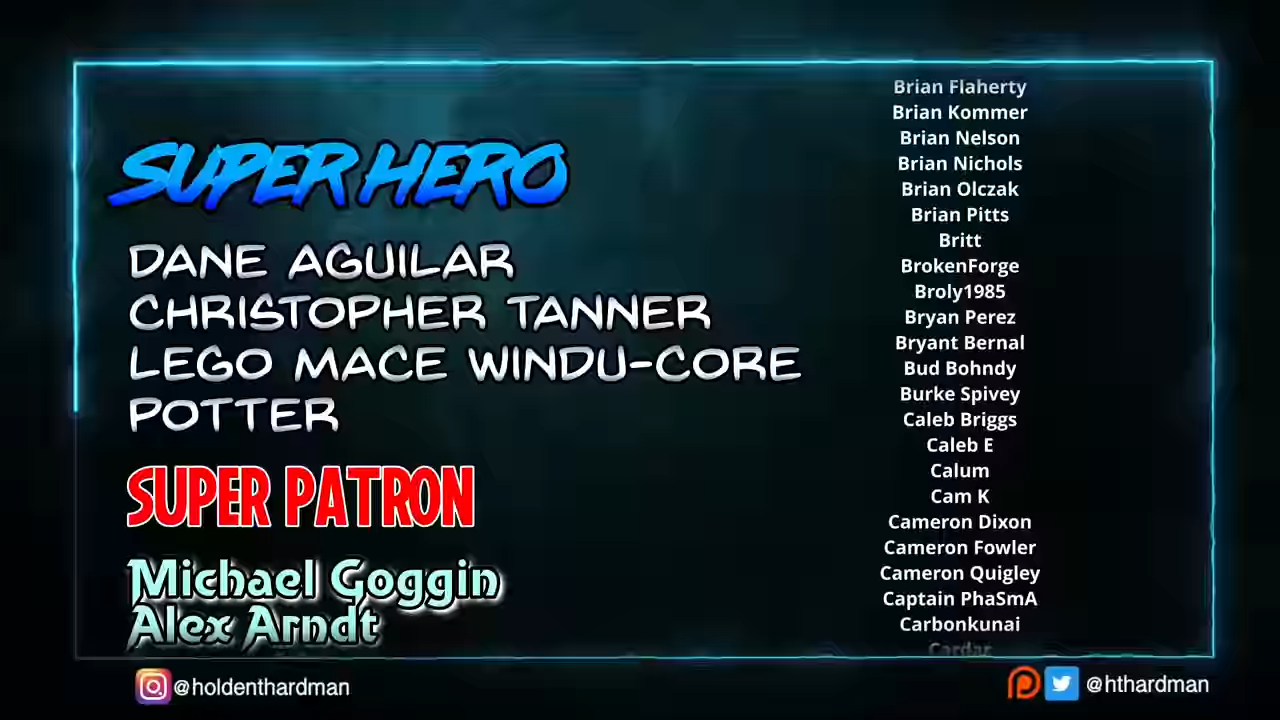 SUPER HERO
DANE AGUILAR
CHRISTOPHER TANNER
LEGO MACE WINDU-CORE
POTTER
SUPER PATRON
Michael Goggin
Alex Arndt
Brian Flaherty
Brian Kommer
Brian Nelson
Brian Nichols
Brian Olczak
Brian Pitts
Britt
BrokenForge
Broly1985
Bryan Perez
Bryant Bernal
Bud Bohndy
Burke Spivey
Caleb Briggs
Caleb E
Calum
Cam K
Cameron Dixon
Cameron Fowler
Cameron Quigley
Captain PhaSmA
Carbonkunai
Cardar
@holdenthardman
@hthardman